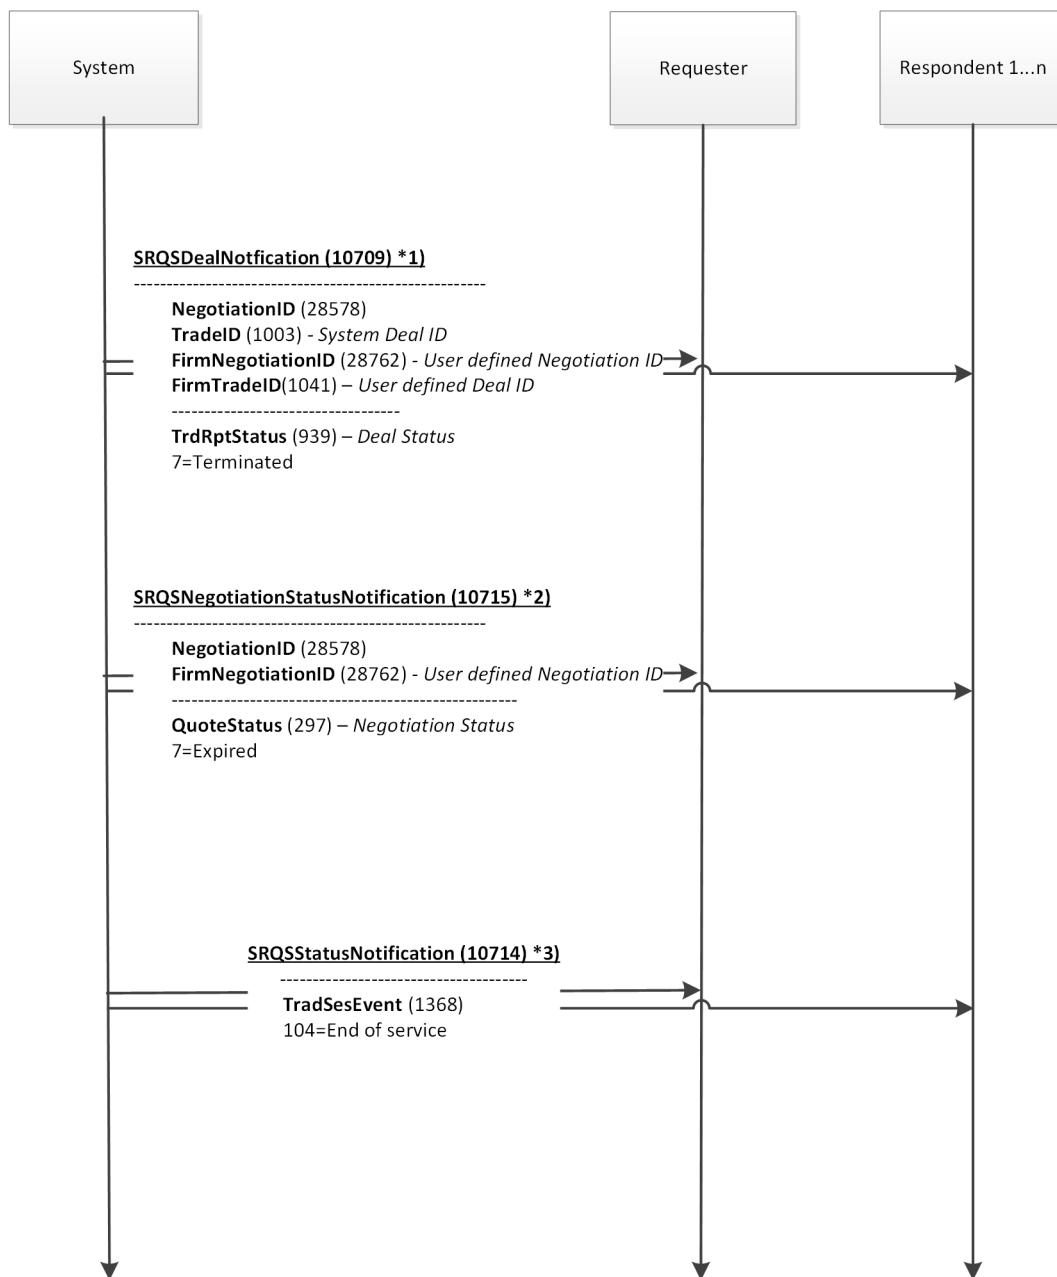 System
Requester
Respondent 1...n
SRQSDealNotfication (10709) *1)
------------------------------------------------------
NegotiationID (28578)
TradeID (1003) - System Deal ID
FirmNegotiationID (28762) - User defined Negotiation ID
FirmTradeID(1041) – User defined Deal ID
-----------------------------------
TrdRptStatus (939) – Deal Status
7=Terminated
SRQSNegotiationStatusNotification (10715) *2)
------------------------------------------------------
NegotiationID (28578)
FirmNegotiationID (28762) - User defined Negotiation ID
-----------------------------------------------------
QuoteStatus (297) – Negotiation Status
7=Expired
SRQSStatusNotification (10714) *3)
--------------------------------------
TradSesEvent (1368)
104=End of service